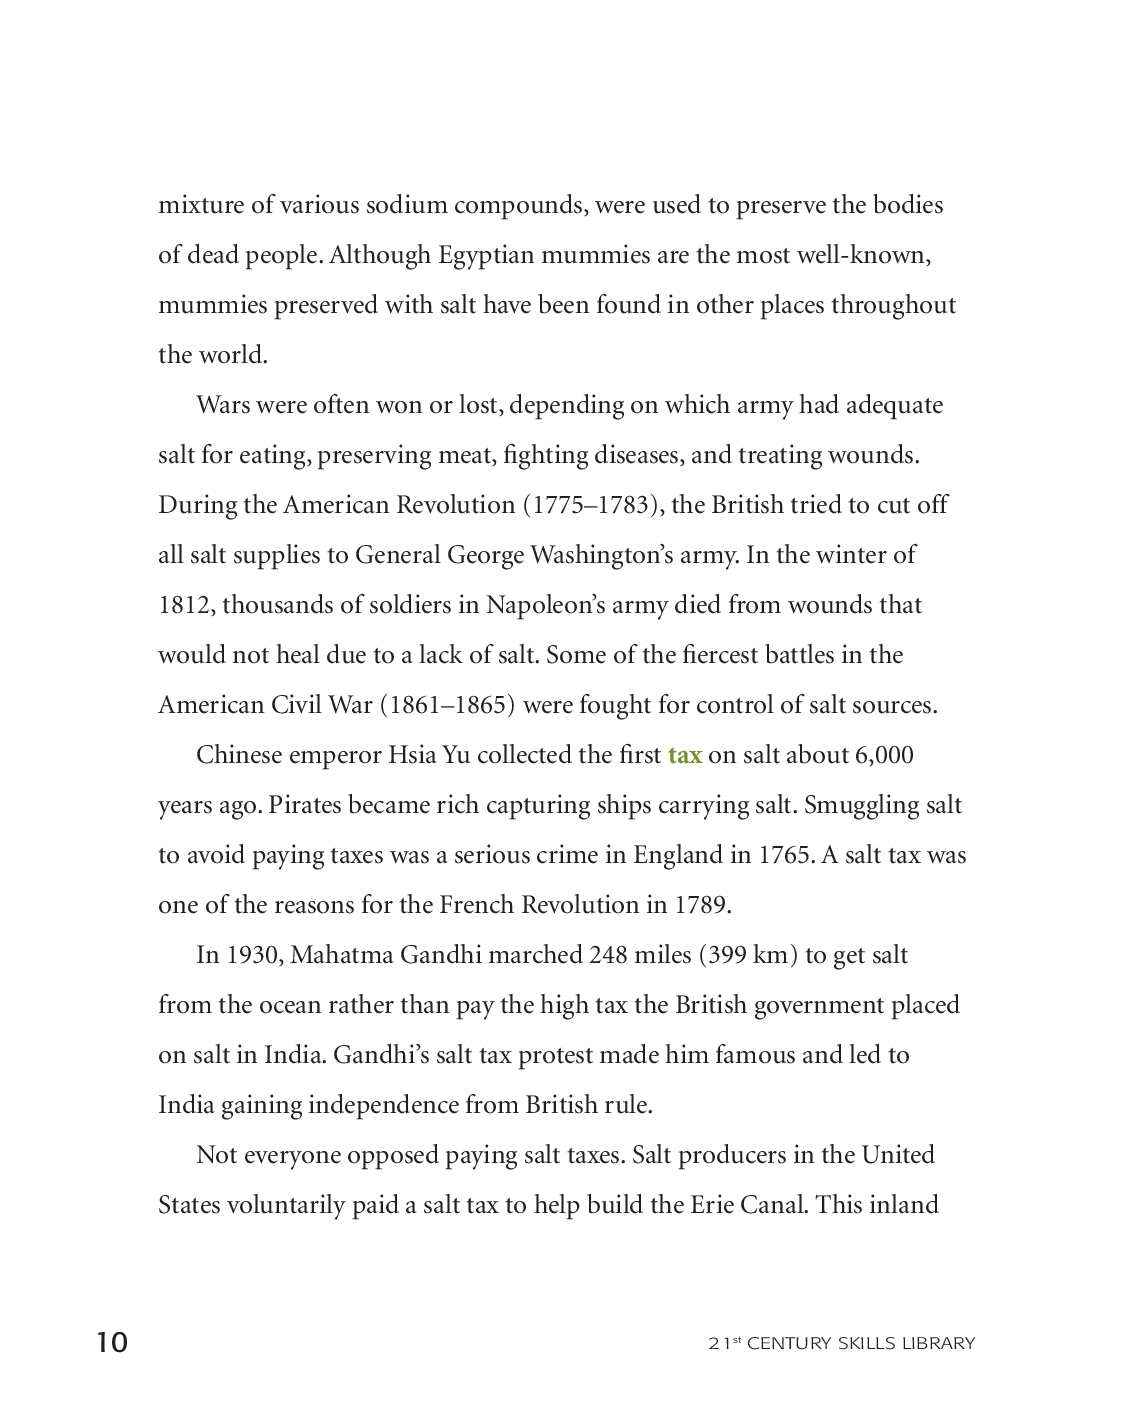 mixture of various sodium compounds, were used to preserve the bodies
of dead people. Although Egyptian mummies are the most well-known,
mummies preserved with salt have been found in other places throughout
the world.
Wars were often won or lost, depending on which army had adequate
salt for eating, preserving meat, fighting diseases, and treating wounds.
During the American Revolution (1775–1783), the British tried to cut off
all salt supplies to General George Washington’s army. In the winter of
1812, thousands of soldiers in Napoleon’s army died from wounds that
would not heal due to a lack of salt. Some of the fiercest battles in the
American Civil War (1861–1865) were fought for control of salt sources.
Chinese emperor Hsia Yu collected the first tax on salt about 6,000
years ago. Pirates became rich capturing ships carrying salt. Smuggling salt
to avoid paying taxes was a serious crime in England in 1765. A salt tax was
one of the reasons for the French Revolution in 1789.
In 1930, Mahatma Gandhi marched 248 miles (399 km) to get salt
from the ocean rather than pay the high tax the British government placed
on salt in India. Gandhi’s salt tax protest made him famous and led to
India gaining independence from British rule.
Not everyone opposed paying salt taxes. Salt producers in the United
States voluntarily paid a salt tax to help build the Erie Canal. This inland
10
21st CENTURY SKILLS LIBRARY